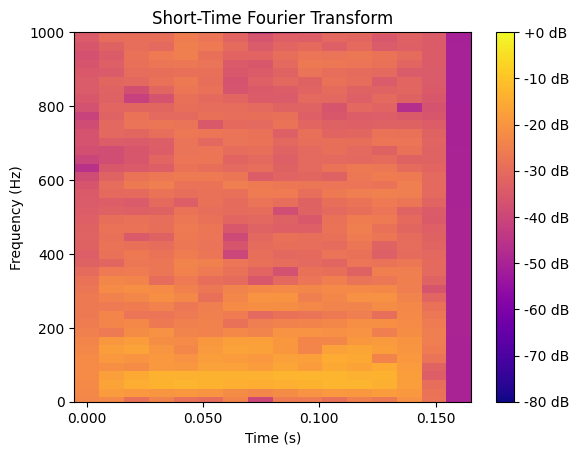 Short-Time Fourier Transform
Frequency (Hz)
1000
800
600
400
200
0
0.000
0.050
0.100
0.150
Time (s)
+0 dB
-10 dB
-20 dB
-30 dB
-40 dB
-50 dB
-60 dB
-70 dB
-80 dB